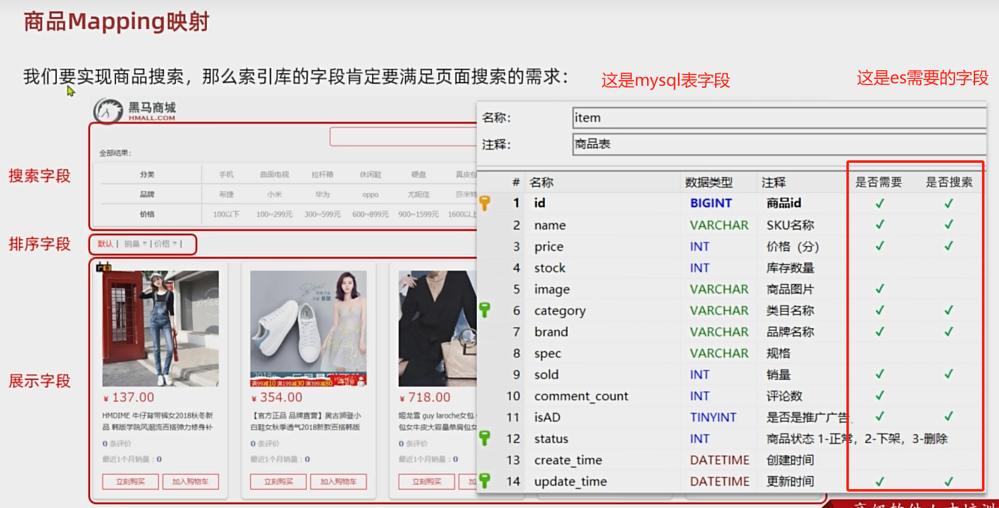 商品Mapping映射
我们要实现商品搜索，那么索引库的字段肯定要满足页面搜索的需求：
这是mysql表字段
这是es需要的字段
黑马商城
HMALL.COM
搜索字段
全部结果:
分类 手机 曲面电视 拉杆箱 休闲鞋 硬盘 真皮包
品牌 希捷 小米 华为 oppo 尤妮佳 莎米特
价格 100以下 100~299元 300~599元 600~899元 900~1599元 1600以上
排序字段
默认 | 销量 | 价格 |
展示字段
广告
满99减10 满199减30 满399减80
¥ 137.00
HMDIME 牛仔背带裤女2018秋冬新
品 韩版学院风潮流百搭弹力修身补
0 条评价
最近1个月销量：0
立刻购买 加入购物车
¥ 354.00
【官方正品 品牌直营】奥古狮登小
白鞋女秋季透气2018新款百搭韩版
0 条评价
最近1个月销量：0
立刻购买 加入购物车
¥ 718.00
姬龙雪 guy laroche女包
包女牛皮大容量单肩包女
0 条评价
最近1个月销量：0
立刻购买 加
名称: item
注释: 商品表
# 名称 数据类型 注释 是否需要 是否搜索
1 id BIGINT 商品id ✓ ✓
2 name VARCHAR SKU名称 ✓ ✓
3 price INT 价格（分） ✓ ✓
4 stock INT 库存数量
5 image VARCHAR 商品图片 ✓
6 category VARCHAR 类目名称 ✓ ✓
7 brand VARCHAR 品牌名称 ✓ ✓
8 spec VARCHAR 规格
9 sold INT 销量 ✓ ✓
10 comment_count INT 评论数 ✓
11 isAD TINYINT 是否是推广广告 ✓ ✓
12 status INT 商品状态 1-正常，2-下架，3-删除
13 create_time DATETIME 创建时间
14 update_time DATETIME 更新时间 ✓ ✓